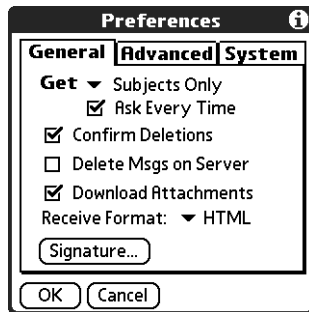 Preferences i
General Advanced System
Get Subjects Only
Ask Every Time
Confirm Deletions
Delete Msgs on Server
Download Attachments
Receive Format: HTML
Signature...
OK Cancel